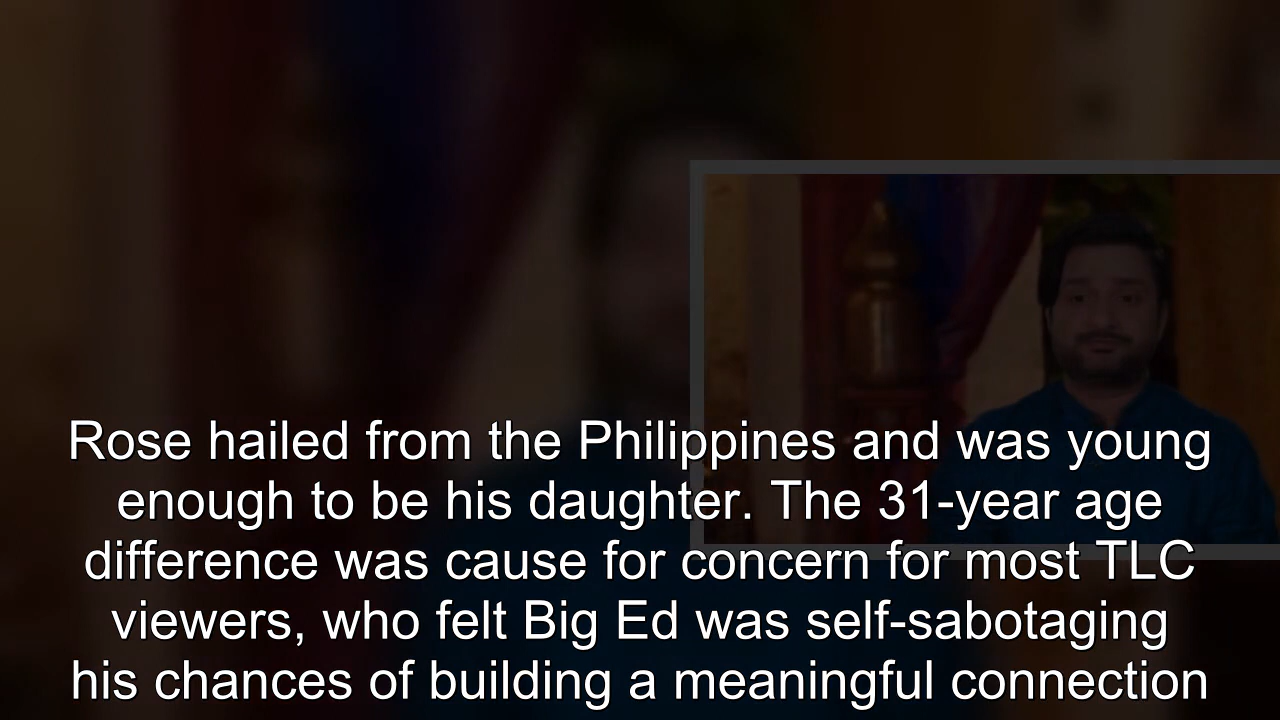 Rose hailed from the Philippines and was young
enough to be his daughter. The 31-year age
difference was cause for concern for most TLC
viewers, who felt Big Ed was self-sabotaging
his chances of building a meaningful connection